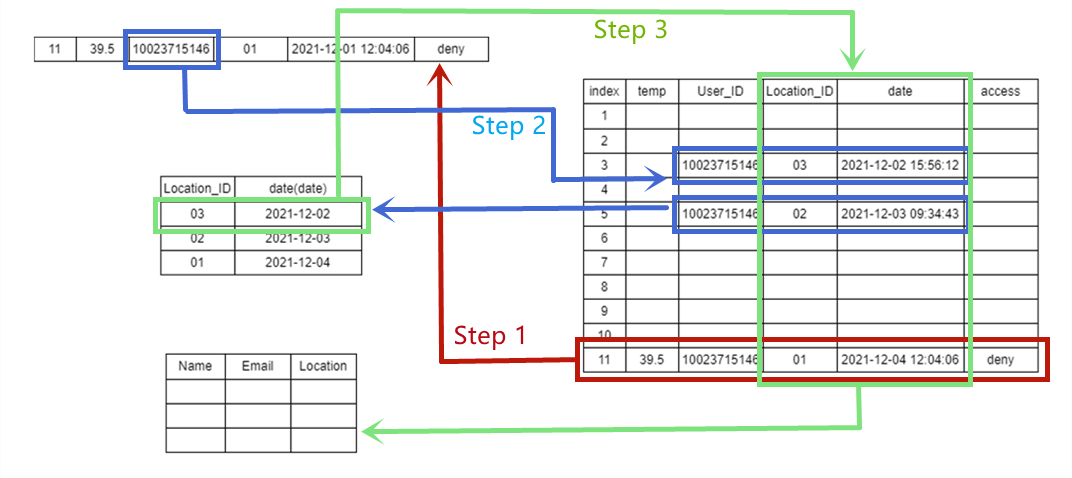 Step 3
11 39.5 10023715146 01 2021-12-01 12:04:06 deny
index temp User_ID Location_ID date access
1
Step 2
2
3 10023715146 03 2021-12-02 15:56:12
4
Location_ID date(date)
03 2021-12-02
5 10023715146 02 2021-12-03 09:34:43
02 2021-12-03
6
01 2021-12-04
7
8
9
Step 1
10
11 39.5 10023715146 01 2021-12-04 12:04:06 deny
Name Email Location